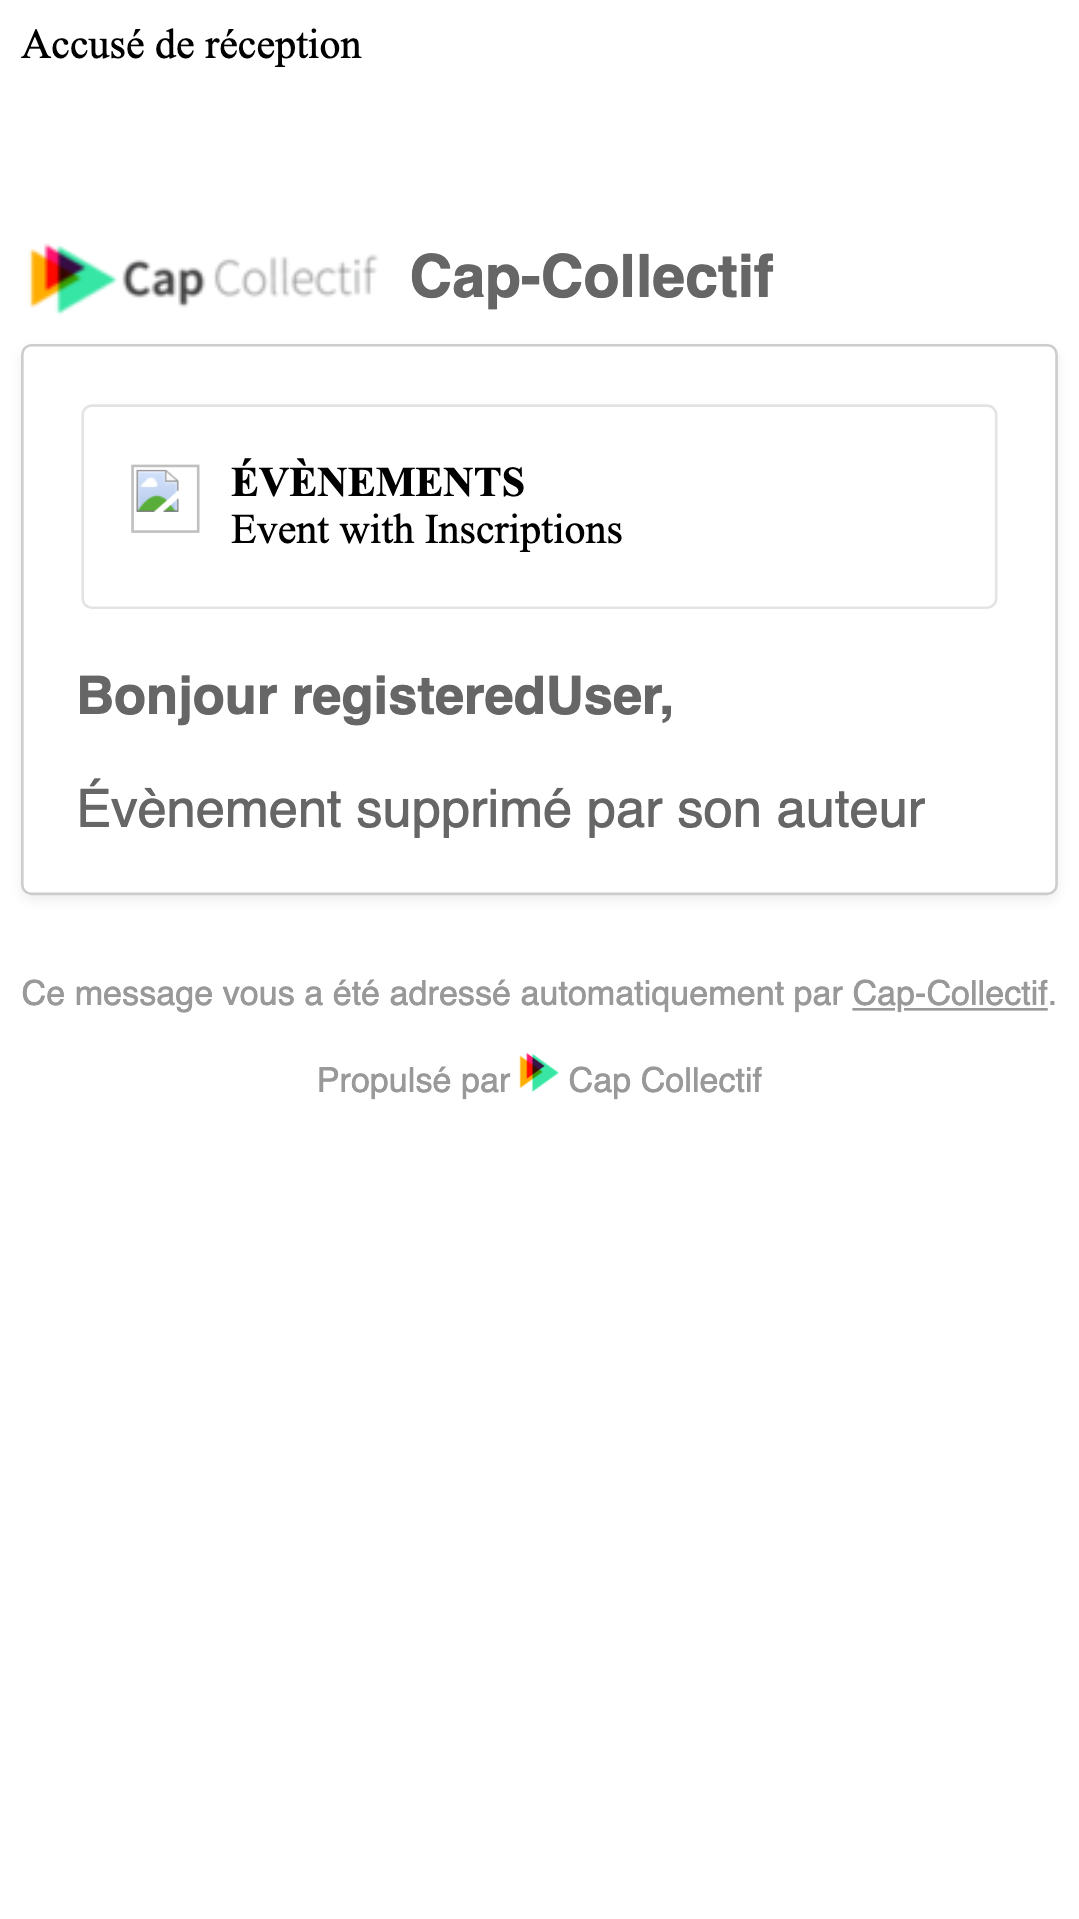 Accusé de réception
Cap Collectif Cap-Collectif
ÉVÈNEMENTS
Event with Inscriptions
Bonjour registeredUser,
Évènement supprimé par son auteur
Ce message vous a été adressé automatiquement par Cap-Collectif.
Propulsé par Cap Collectif